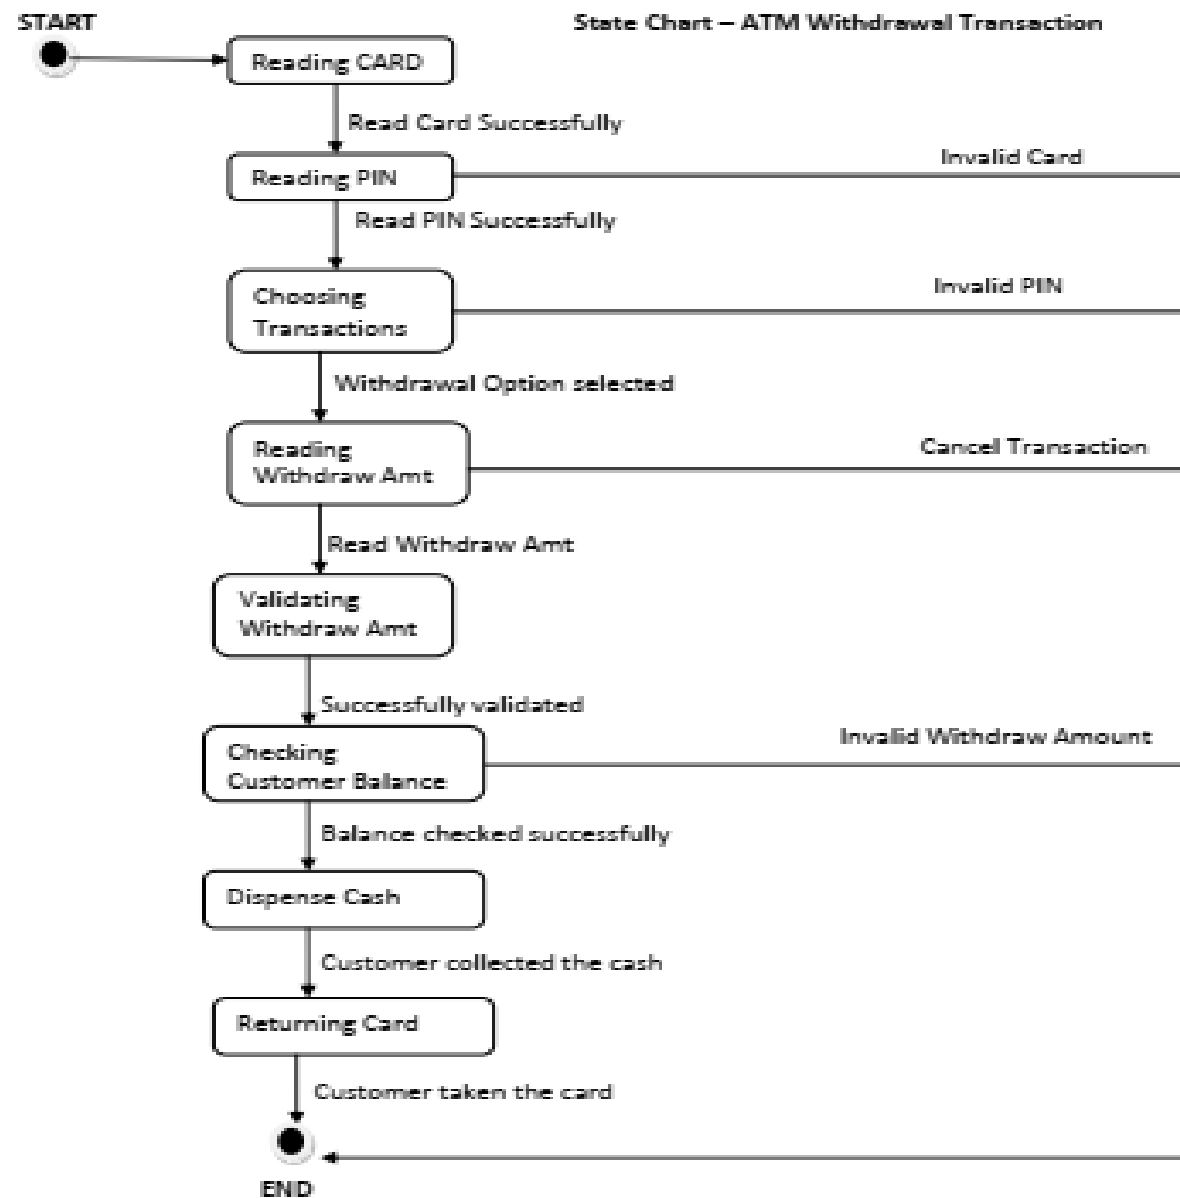 START
State Chart – ATM Withdrawal Transaction
Reading CARD
Read Card Successfully
Invalid Card
Reading PIN
Read PIN Successfully
Invalid PIN
Choosing
Transactions
Withdrawal Option selected
Cancel Transaction
Reading
Withdraw Amt
Read Withdraw Amt
Validating
Withdraw Amt
Successfully validated
Invalid Withdraw Amount
Checking
Customer Balance
Balance checked successfully
Dispense Cash
Customer collected the cash
Returning Card
Customer taken the card
END